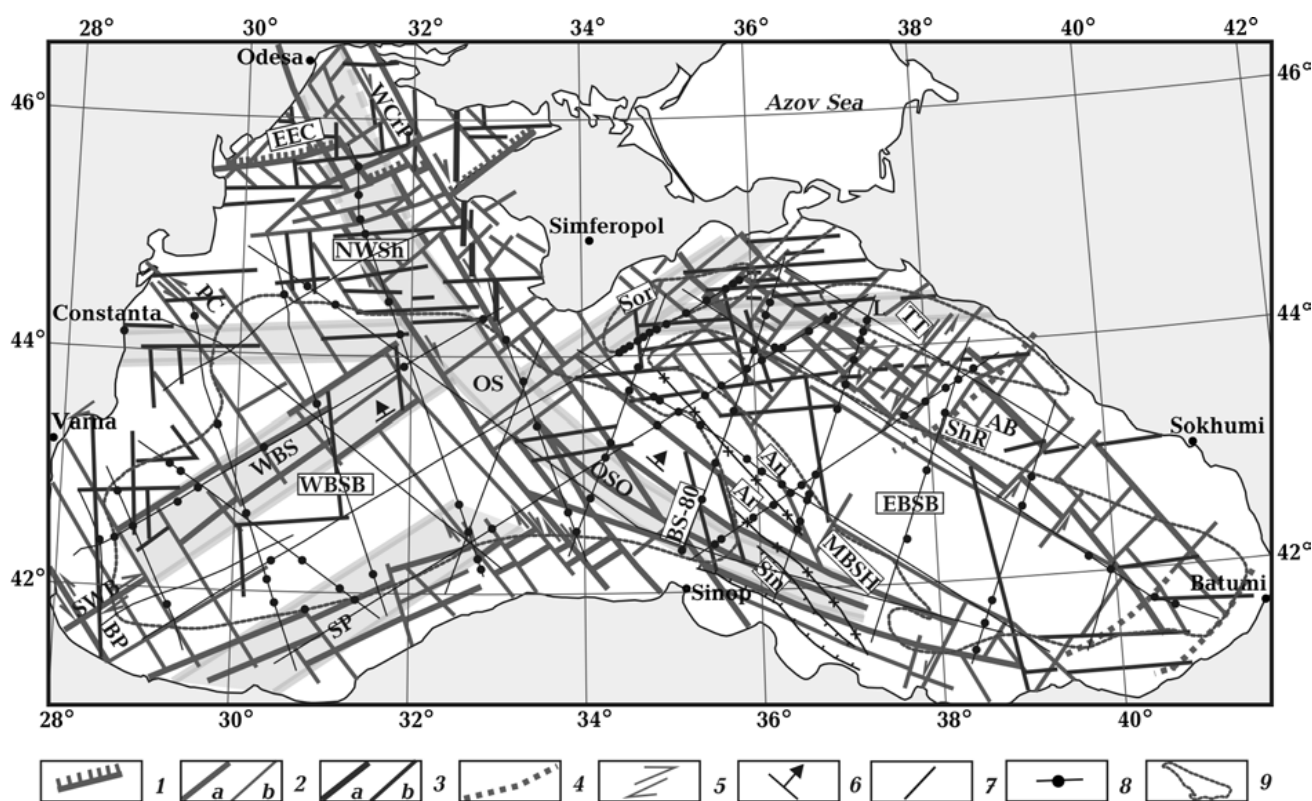 28° 30° 32° 34° 36° 38° 40° 42°
Odesa
46° 46°
Azov Sea
WCrP
EEC
Simferopol
NWSh
PC
Sor
Constanta
L
TT
44° 44°
OS
AB
ShR
Varna
Sokhumi
WBS
An
WBSB
OSO
Ar
EBSB
BS-80
MBSH
42° 42°
Sin
Batumi
SWB
Sinop
BP
SP
28° 30° 32° 34° 36° 38° 40°
1 a b 2 a b 3 4 5 6 7 8 9